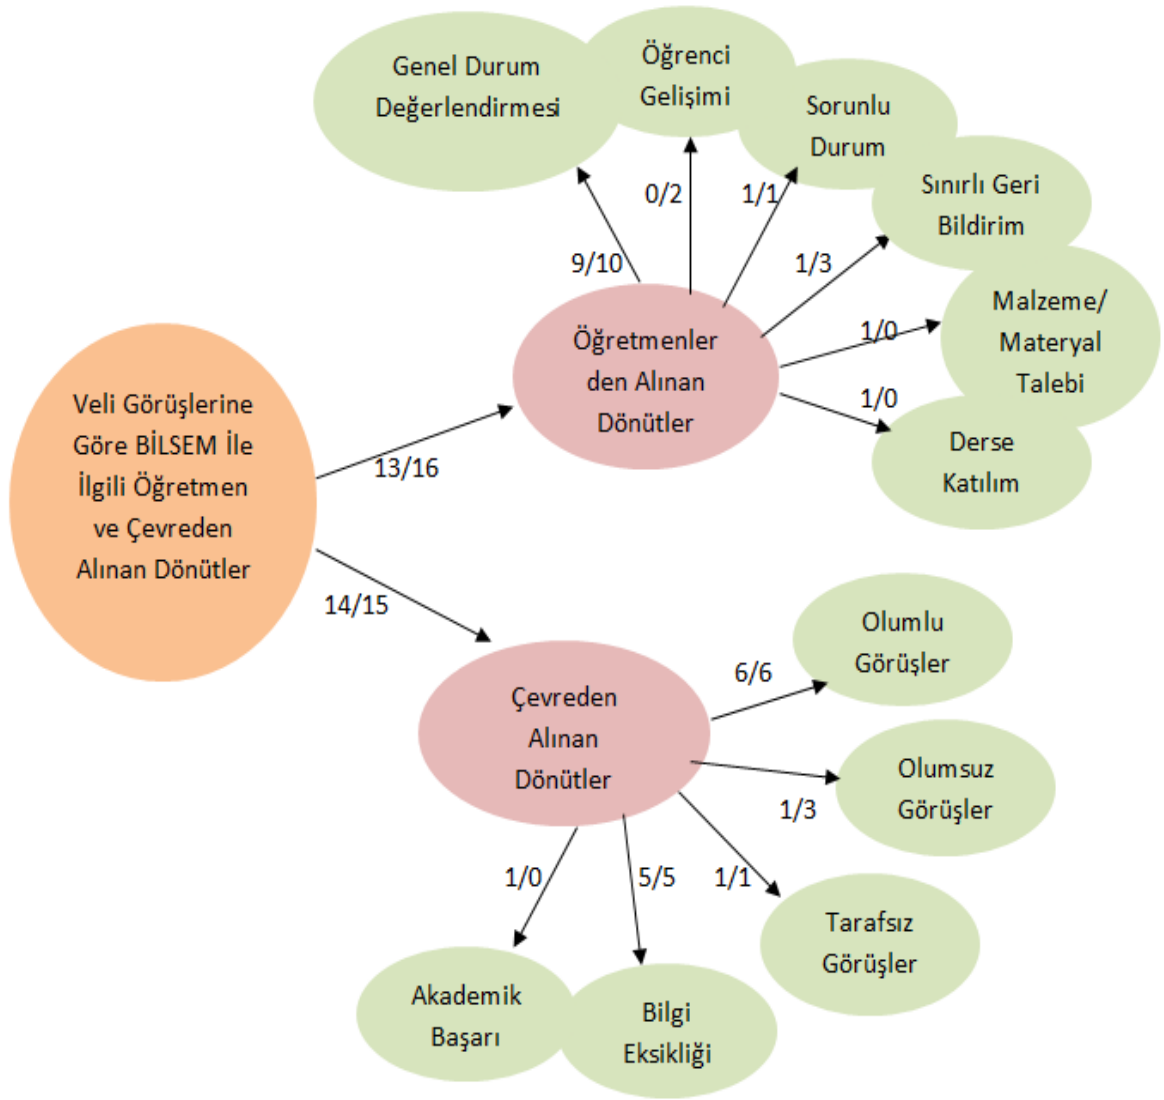 Genel Durum
Değerlendirmesi
Öğrenci
Gelişimi
Sorunlu
Durum
Sınırlı Geri
Bildirim
Malzeme/
Materyal
Talebi
Derse
Katılım
9/10
0/2
1/1
1/3
1/0
1/0
Öğretmenler
den Alınan
Dönütler
Veli Görüşlerine
Göre BİLSEM İle
İlgili Öğretmen
ve Çevreden
Alınan Dönütler
13/16
14/15
Çevreden
Alınan
Dönütler
6/6
1/3
1/1
5/5
1/0
Olumlu
Görüşler
Olumsuz
Görüşler
Tarafsız
Görüşler
Bilgi
Eksikliği
Akademik
Başarı